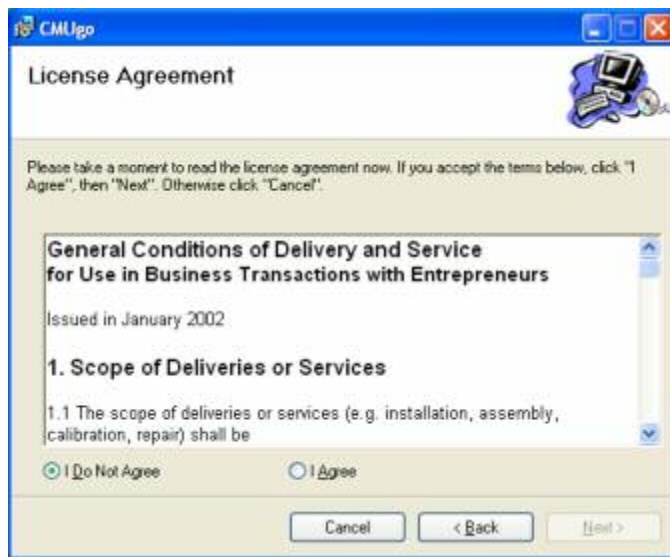 CMUgo
License Agreement
Please take a moment to read the license agreement now. If you accept the terms below, click "I
Agree", then "Next". Otherwise click "Cancel".
General Conditions of Delivery and Service
for Use in Business Transactions with Entrepreneurs
Issued in January 2002
1. Scope of Deliveries or Services
1.1 The scope of deliveries or services (e.g. installation, assembly,
calibration, repair) shall be
I Do Not Agree I Agree
Cancel < Back Next >